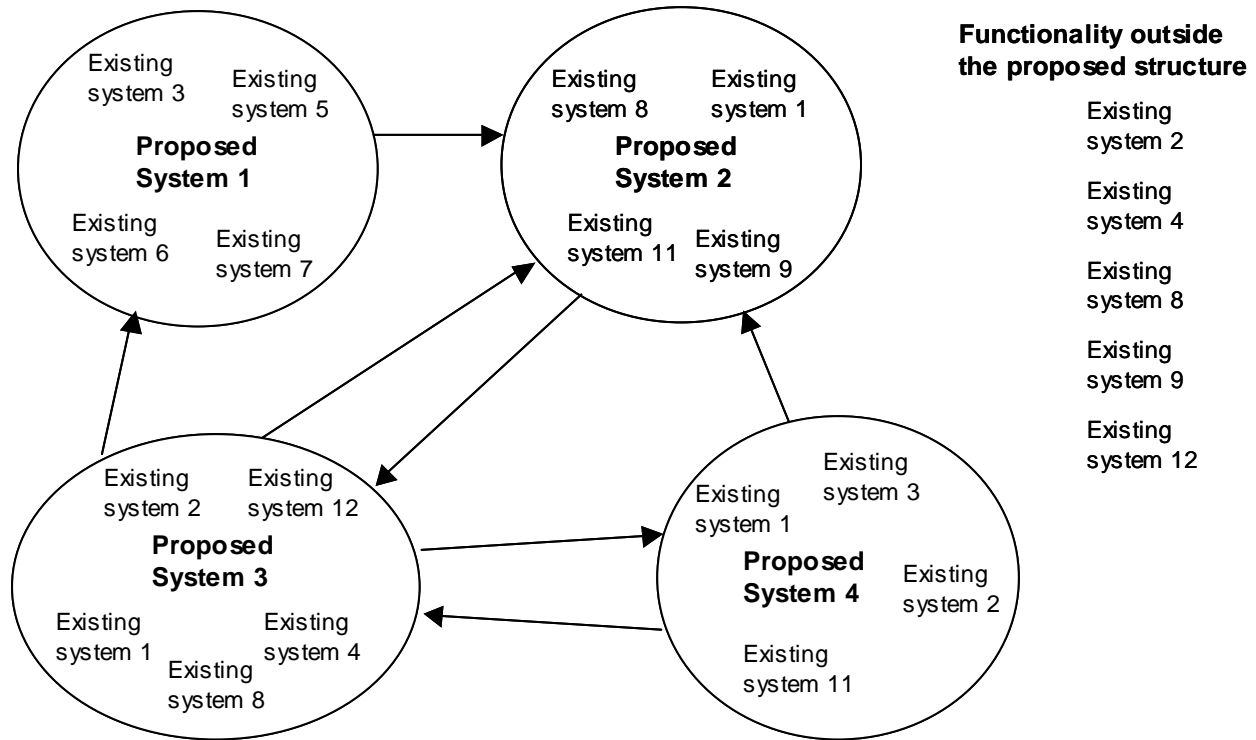 Existing
system 3
Existing
system 5
Proposed
System 1
Existing
system 6
Existing
system 7
Existing
system 8
Existing
system 1
Proposed
System 2
Existing
system 11
Existing
system 9
Functionality outside
the proposed structure
Existing
system 2
Existing
system 4
Existing
system 8
Existing
system 9
Existing
system 12
Existing
system 2
Existing
system 12
Proposed
System 3
Existing
system 1
Existing
system 4
Existing
system 8
Existing
system 3
Existing
system 1
Proposed
System 4
Existing
system 2
Existing
system 11